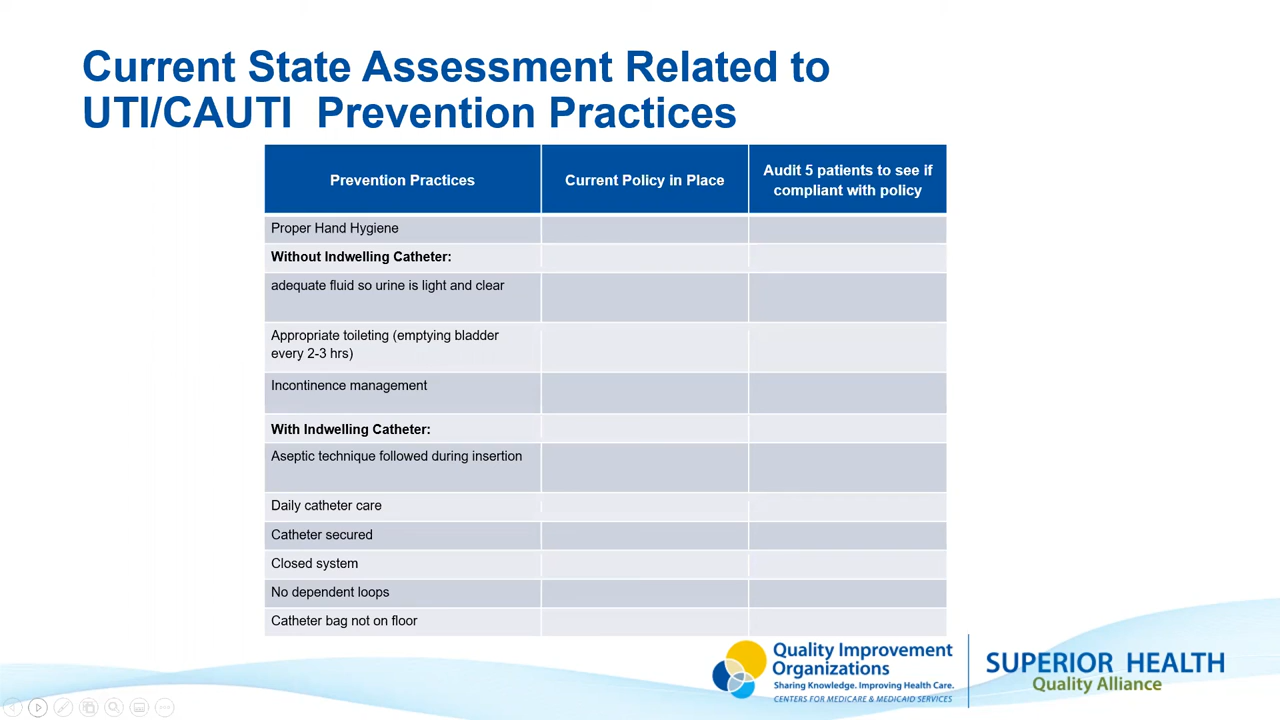 Current State Assessment Related to
UTI/CAUTI  Prevention Practices
Prevention Practices
Current Policy in Place
Audit 5 patients to see if
compliant with policy
Proper Hand Hygiene
Without Indwelling Catheter:
adequate fluid so urine is light and clear
Appropriate toileting (emptying bladder
every 2-3 hrs)
Incontinence management
With Indwelling Catheter:
Aseptic technique followed during insertion
Daily catheter care
Catheter secured
Closed system
No dependent loops
Catheter bag not on floor
Quality Improvement
Organizations
Sharing Knowledge. Improving Health Care.
CENTERS FOR MEDICARE & MEDICAID SERVICES
SUPERIOR HEALTH
Quality Alliance